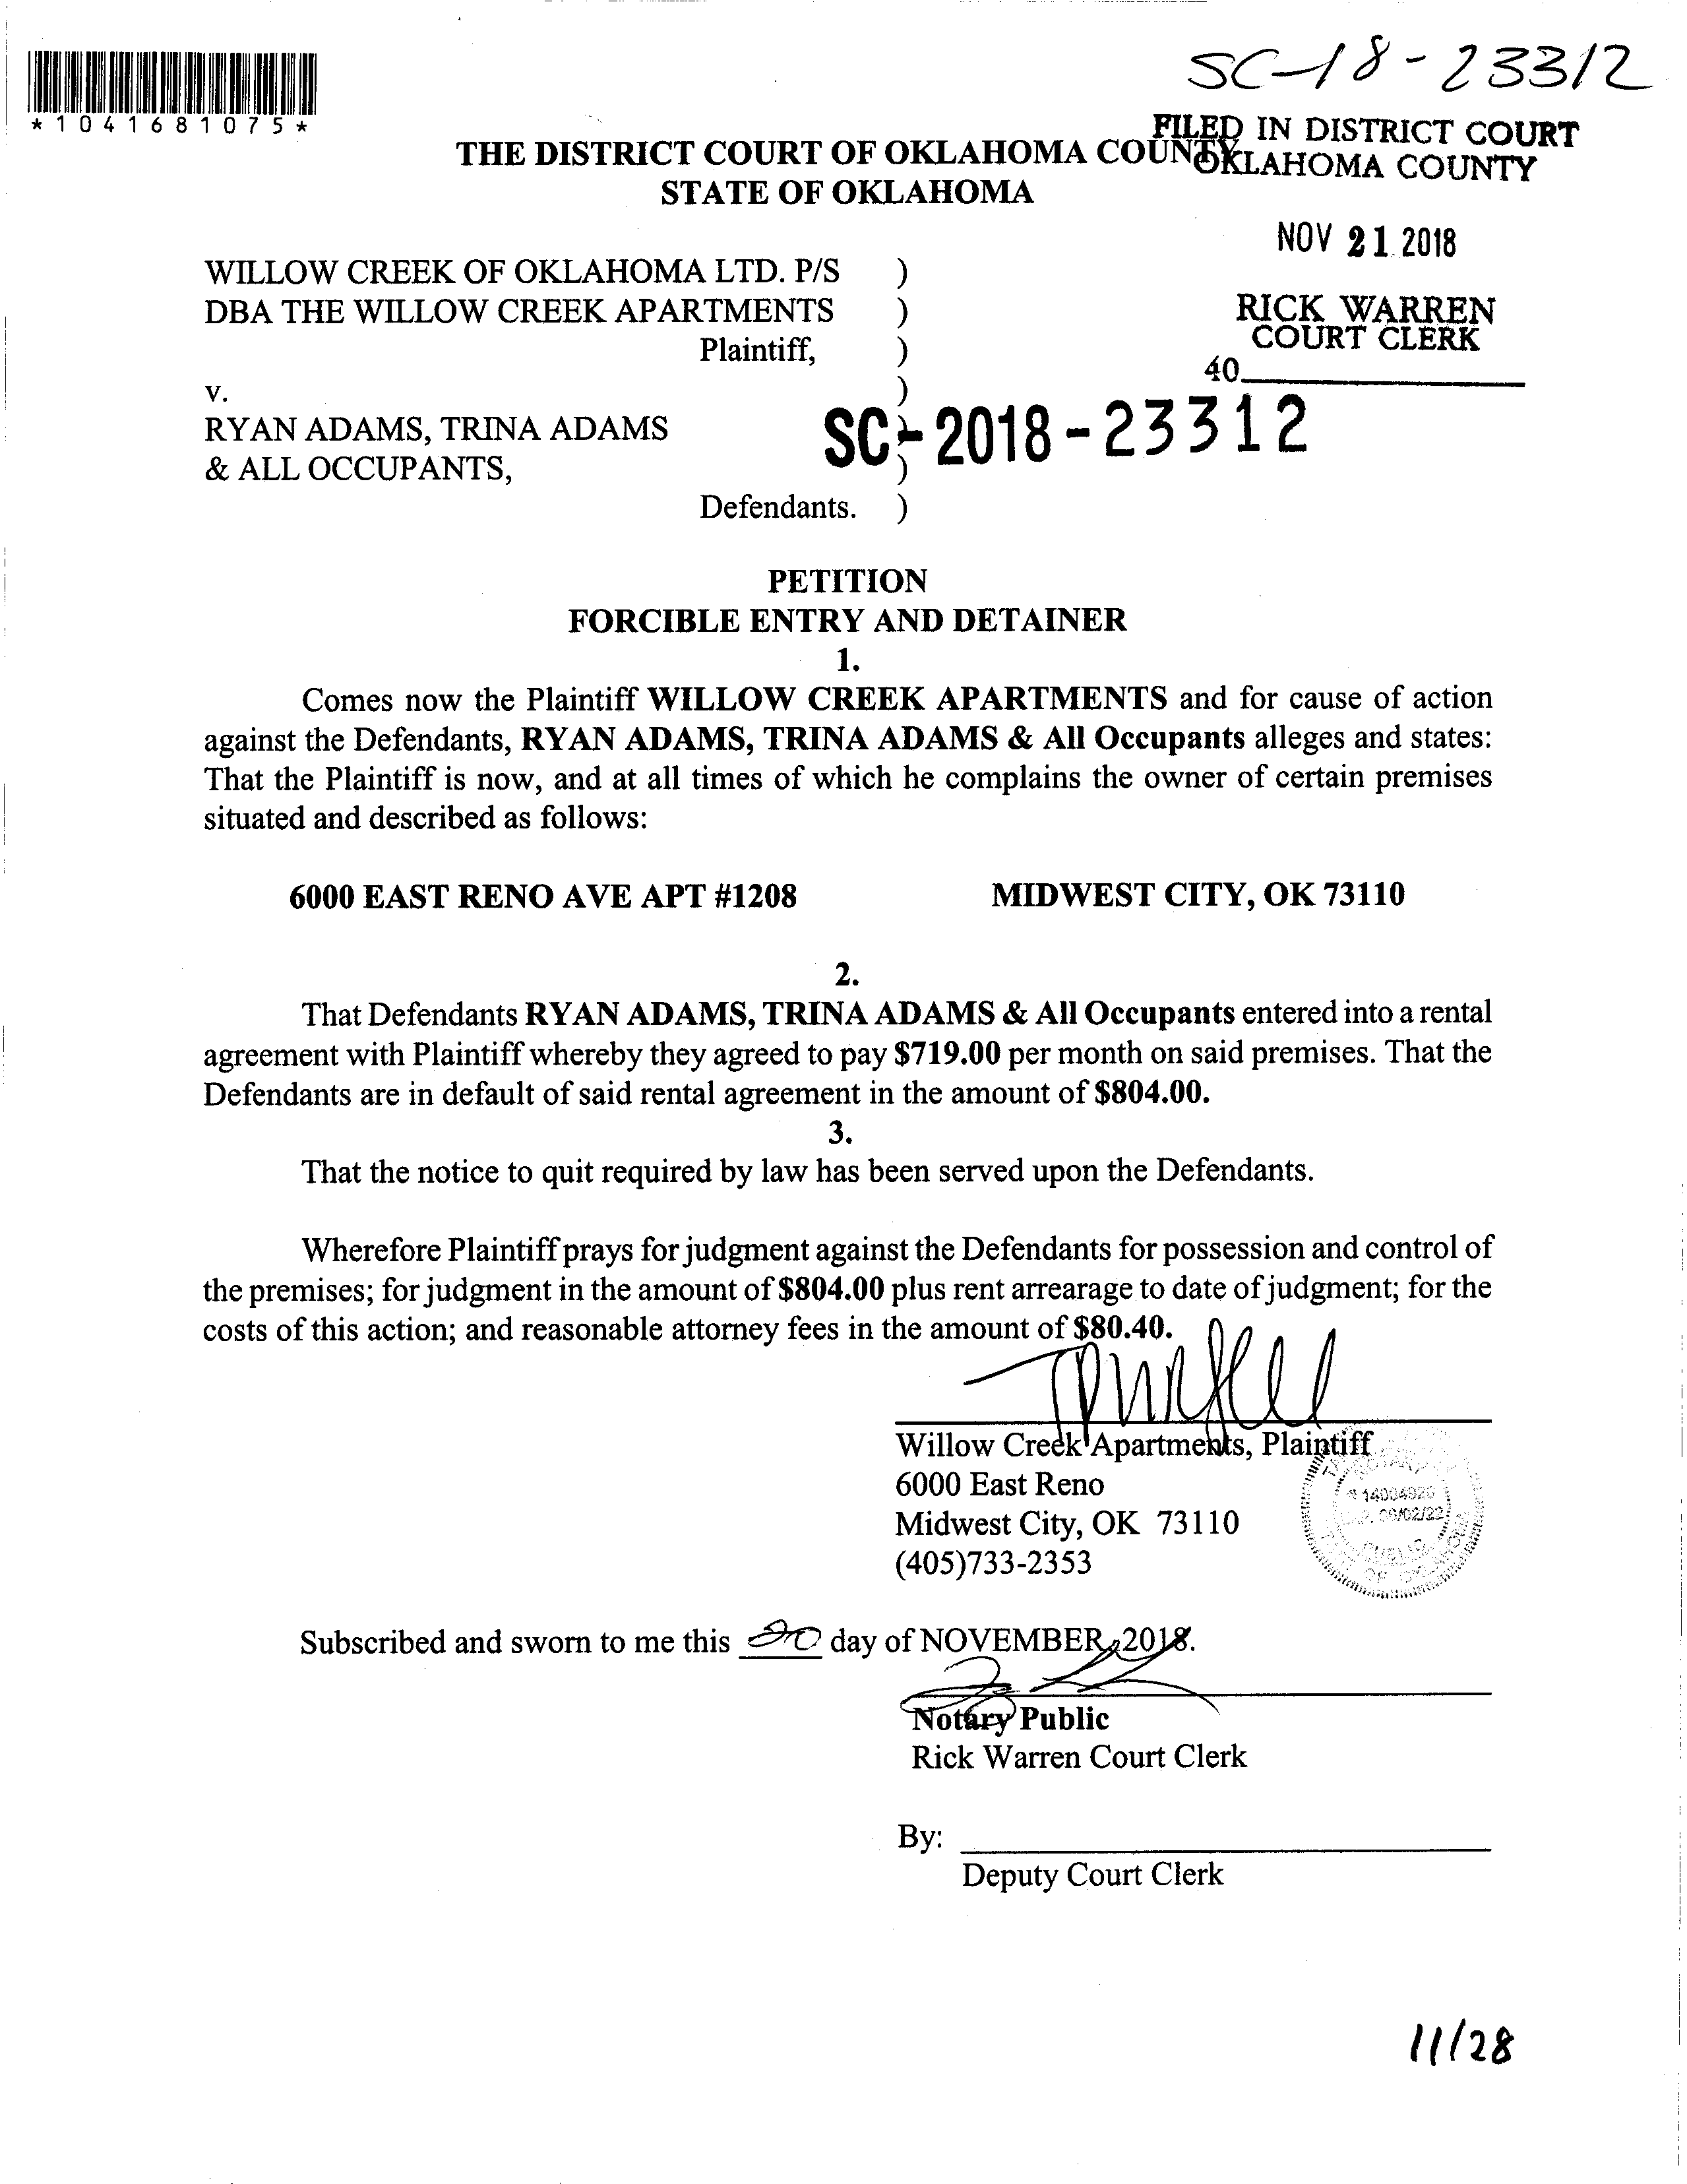 SC-18-23312
*1041681075*
FILED IN DISTRICT COURT
OKLAHOMA COUNTY
THE DISTRICT COURT OF OKLAHOMA COUNTY
STATE OF OKLAHOMA
NOV 21 2018
WILLOW CREEK OF OKLAHOMA LTD. P/S )
DBA THE WILLOW CREEK APARTMENTS )
RICK WARREN
COURT CLERK
Plaintiff, )
40
v. )
RYAN ADAMS, TRINA ADAMS )
SC-2018-23312
& ALL OCCUPANTS, )
Defendants. )
PETITION
FORCIBLE ENTRY AND DETAINER
1.
Comes now the Plaintiff WILLOW CREEK APARTMENTS and for cause of action
against the Defendants, RYAN ADAMS, TRINA ADAMS & All Occupants alleges and states:
That the Plaintiff is now, and at all times of which he complains the owner of certain premises
situated and described as follows:
6000 EAST RENO AVE APT #1208 MIDWEST CITY, OK 73110
2.
That Defendants RYAN ADAMS, TRINA ADAMS & All Occupants entered into a rental
agreement with Plaintiff whereby they agreed to pay $719.00 per month on said premises. That the
Defendants are in default of said rental agreement in the amount of $804.00.
3.
That the notice to quit required by law has been served upon the Defendants.
Wherefore Plaintiff prays for judgment against the Defendants for possession and control of
the premises; for judgment in the amount of $804.00 plus rent arrearage to date of judgment; for the
costs of this action; and reasonable attorney fees in the amount of $80.40.
Willow Creek Apartments, Plaintiff
6000 East Reno
Midwest City, OK 73110
(405)733-2353
# 14004920
PUBLIC
OF OKLAHOMA
Subscribed and sworn to me this 20 day of NOVEMBER, 2018.
Notary Public
Rick Warren Court Clerk
By:
Deputy Court Clerk
11/28